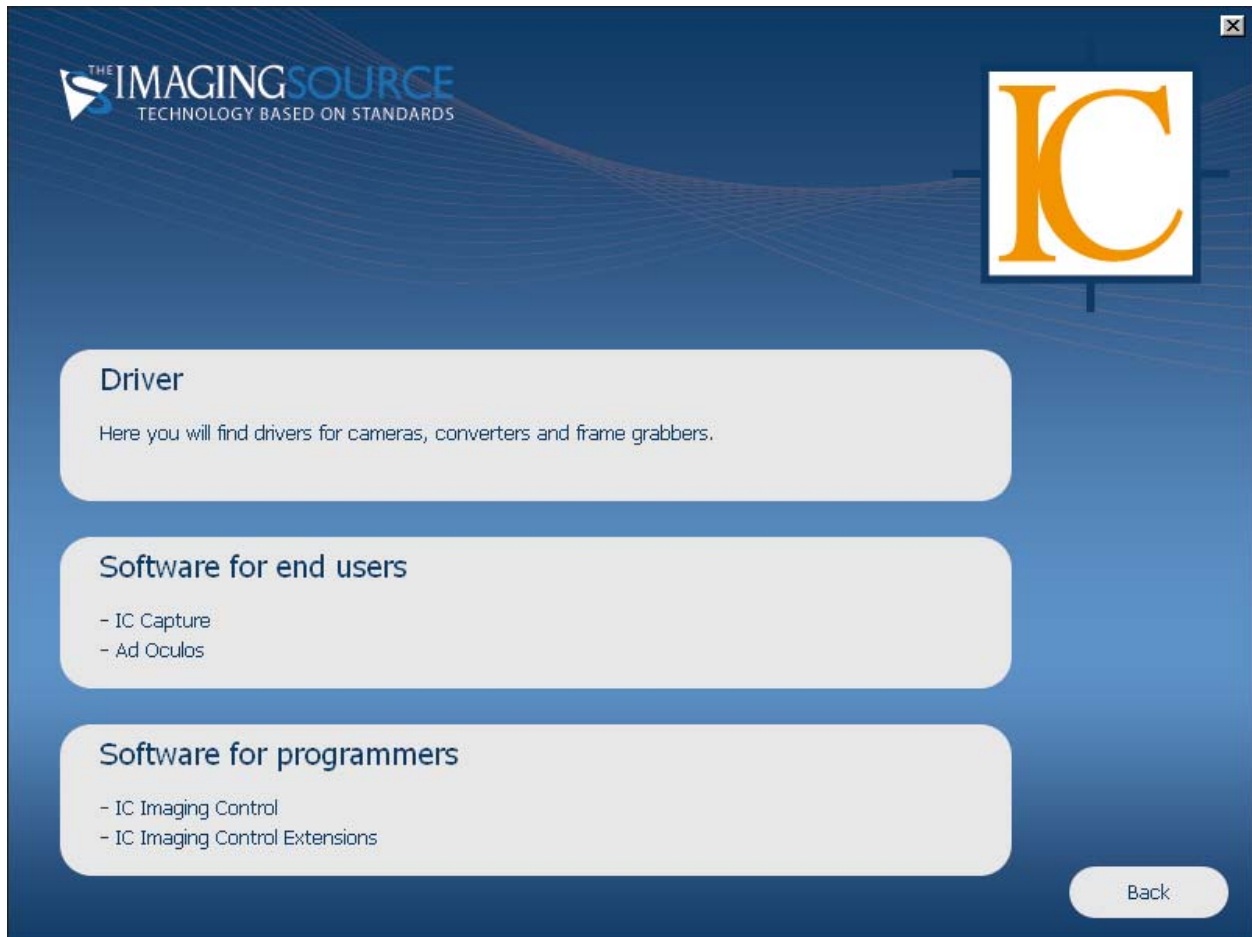 THE IMAGINGSOURCE
TECHNOLOGY BASED ON STANDARDS
IC
Driver
Here you will find drivers for cameras, converters and frame grabbers.
Software for end users
- IC Capture
- Ad Oculos
Software for programmers
- IC Imaging Control
- IC Imaging Control Extensions
Back